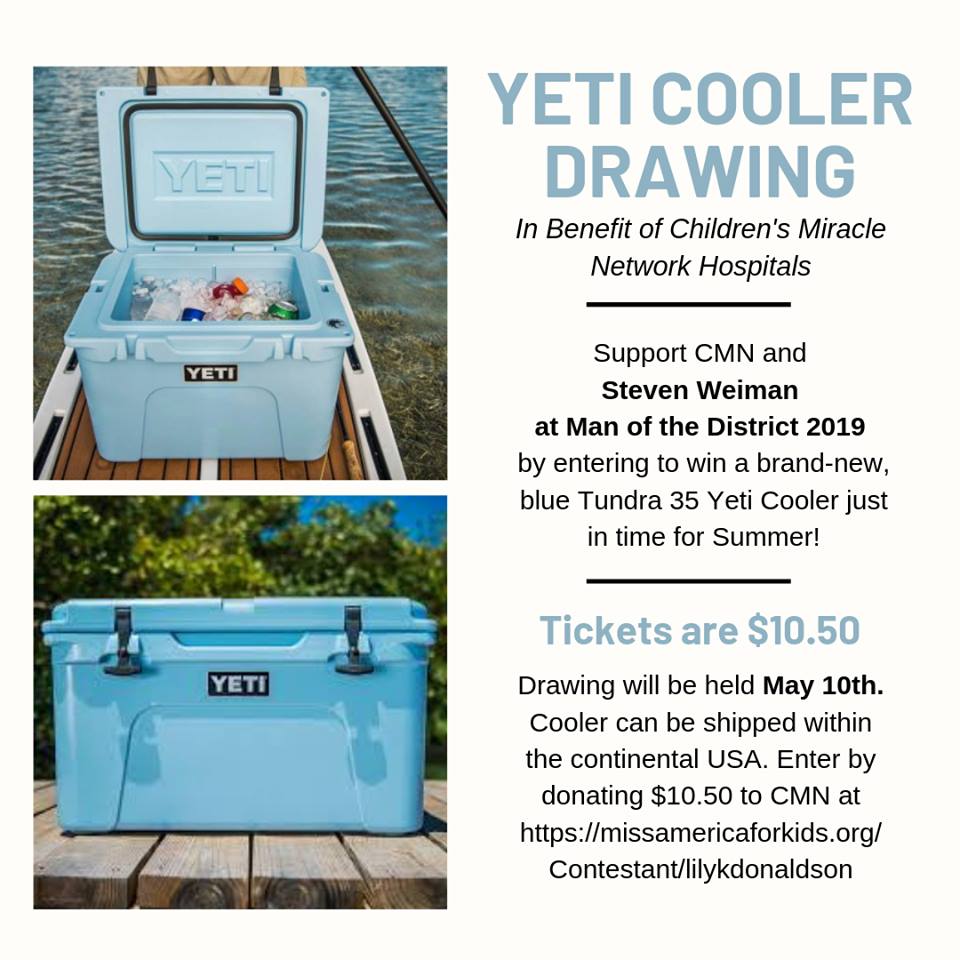 YETI
YETI
YETI
YETI COOLER
DRAWING
In Benefit of Children's Miracle
Network Hospitals
Support CMN and
Steven Weiman
at Man of the District 2019
by entering to win a brand-new,
blue Tundra 35 Yeti Cooler just
in time for Summer!
Tickets are $10.50
Drawing will be held May 10th.
Cooler can be shipped within
the continental USA. Enter by
donating $10.50 to CMN at
https://missamericaforkids.org/
Contestant/lilykdonaldson